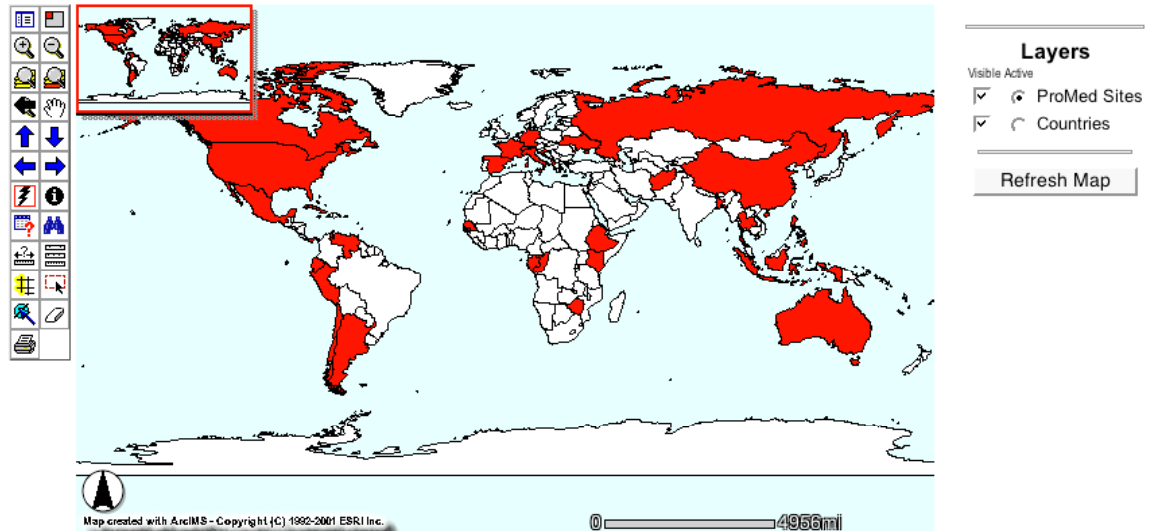 Layers
Visible Active
ProMed Sites
Countries
Refresh Map
Map created with ArcIMS - Copyright (C) 1992-2001 ESRI Inc.
0 4956mi